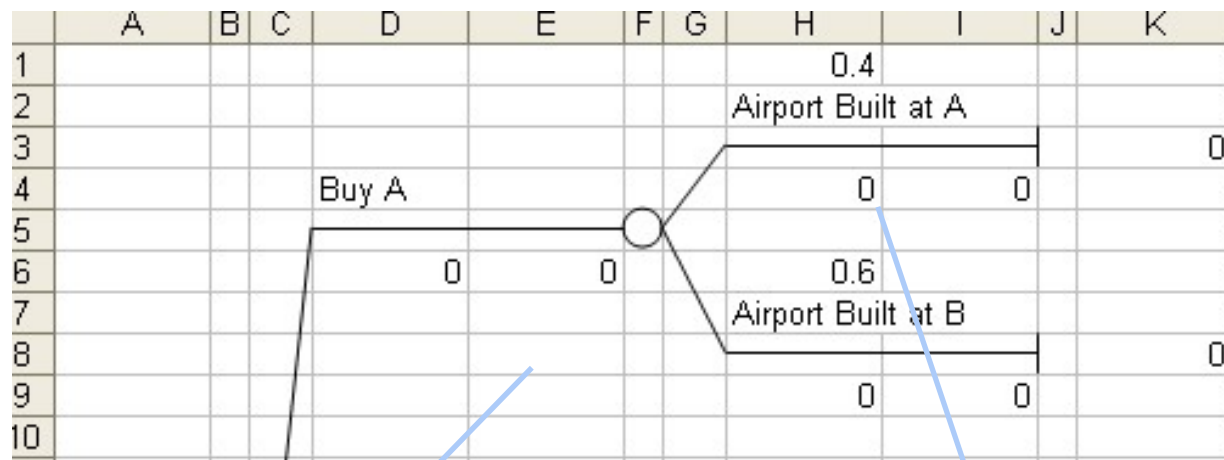 A B C D E F G H I J K
1 0.4
2 Airport Built at A
3 0
4 Buy A 0 0
5
6 0 0 0.6
7 Airport Built at B
8 0
9 0 0
10